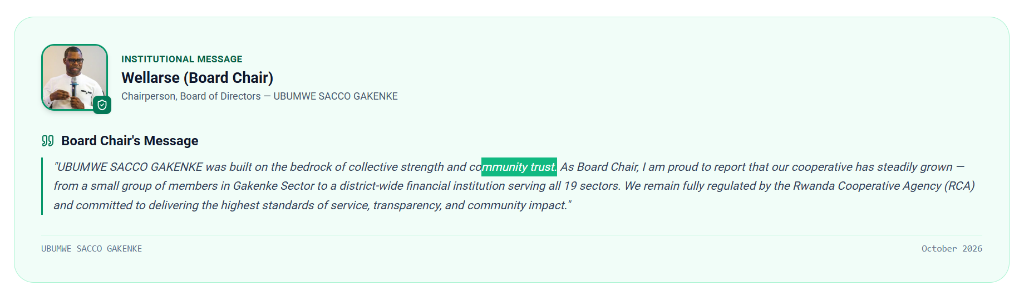 INSTITUTIONAL MESSAGE
Wellarse (Board Chair)
Chairperson, Board of Directors — UBUMWE SACCO GAKENKE
Board Chair's Message
"UBUMWE SACCO GAKENKE was built on the bedrock of collective strength and community trust. As Board Chair, I am proud to report that our cooperative has steadily grown —
from a small group of members in Gakenke Sector to a district-wide financial institution serving all 19 sectors. We remain fully regulated by the Rwanda Cooperative Agency (RCA)
and committed to delivering the highest standards of service, transparency, and community impact."
UBUMWE SACCO GAKENKE
October 2026